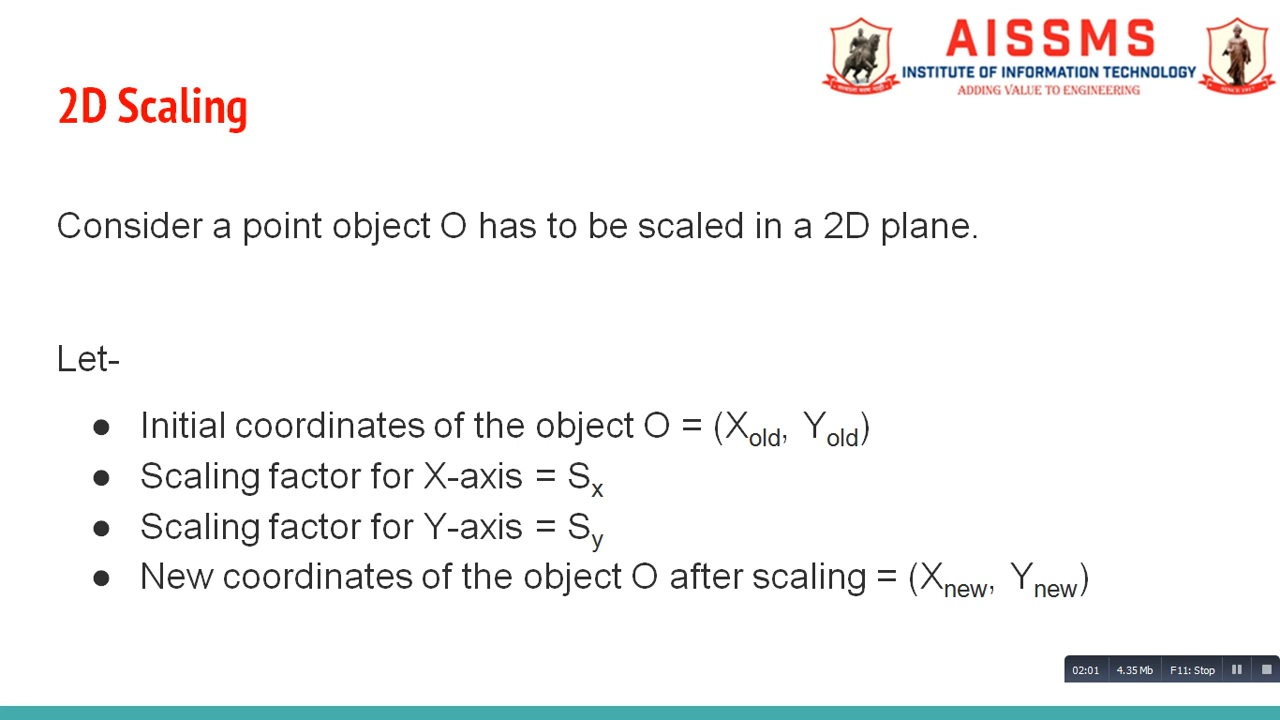 AISSMS
INSTITUTE OF INFORMATION TECHNOLOGY
ADDING VALUE TO ENGINEERING
SINCE 1917
2D Scaling
Consider a point object O has to be scaled in a 2D plane.
Let-
● Initial coordinates of the object O = (Xold, Yold)
● Scaling factor for X-axis = Sx
● Scaling factor for Y-axis = Sy
● New coordinates of the object O after scaling = (Xnew, Ynew)
02:01 4.35 Mb F11: Stop